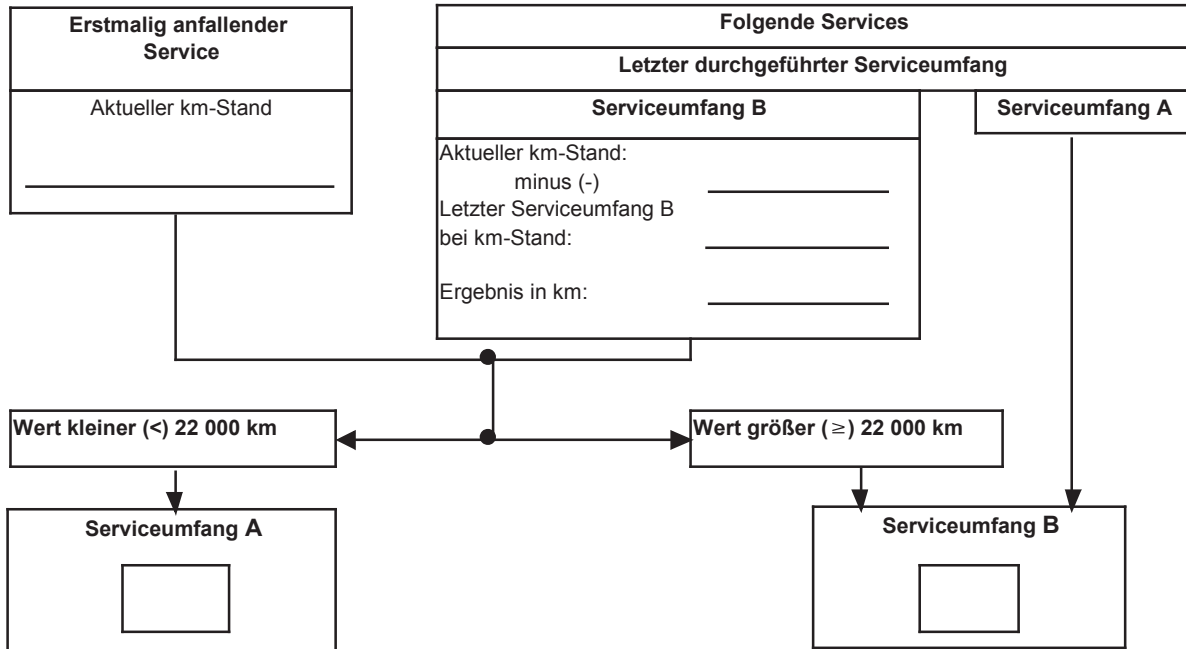 Erstmalig anfallender
Service
Aktueller km-Stand
Folgende Services
Letzter durchgeführter Serviceumfang
Serviceumfang B
Serviceumfang A
Aktueller km-Stand:
minus (-)
Letzter Serviceumfang B
bei km-Stand:
Ergebnis in km:
Wert kleiner (<) 22 000 km
Wert größer (≥) 22 000 km
Serviceumfang A
Serviceumfang B